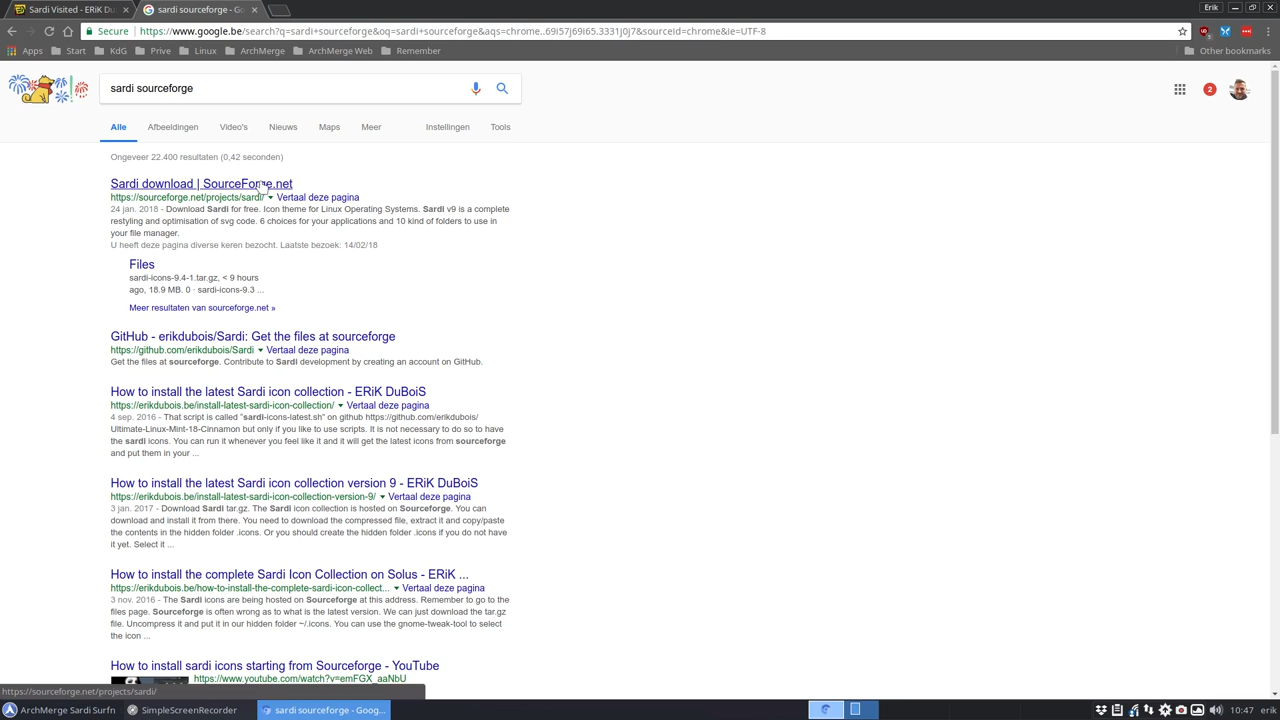 Sardi Visited - ERiK Du
sardi sourceforge - Go
Erik
Secure
https://www.google.be/search?q=sardi+sourceforge&oq=sardi+sourceforge&aqs=chrome..69i57j69i65.3331j0j7&sourceid=chrome&ie=UTF-8
Apps Start KdG Prive Linux ArchMerge ArchMerge Web Remember Other bookmarks
sardi sourceforge
2
Alle Afbeeldingen Video's Nieuws Maps Meer Instellingen Tools
Ongeveer 22.400 resultaten (0,42 seconden)
Sardi download | SourceForge.net
https://sourceforge.net/projects/sardi/ Vertaal deze pagina
24 jan. 2018 - Download Sardi for free. Icon theme for Linux Operating Systems. Sardi v9 is a complete
restyling and optimisation of svg code. 6 choices for your applications and 10 kind of folders to use in
your file manager.
U heeft deze pagina diverse keren bezocht. Laatste bezoek: 14/02/18
Files
sardi-icons-9.4-1.tar.gz, < 9 hours
ago, 18.9 MB. 0 · sardi-icons-9.3 ...
Meer resultaten van sourceforge.net »
GitHub - erikdubois/Sardi: Get the files at sourceforge
https://github.com/erikdubois/Sardi Vertaal deze pagina
Get the files at sourceforge. Contribute to Sardi development by creating an account on GitHub.
How to install the latest Sardi icon collection - ERiK DuBoiS
https://erikdubois.be/install-latest-sardi-icon-collection/ Vertaal deze pagina
4 sep. 2016 - That script is called "sardi-icons-latest.sh" on github https://github.com/erikdubois/
Ultimate-Linux-Mint-18-Cinnamon but only if you like to use scripts. It is not necessary to do so to have
the sardi icons. You can run it whenever you feel like it and it will get the latest icons from sourceforge
and put them in your ...
How to install the latest Sardi icon collection version 9 - ERiK DuBoiS
https://erikdubois.be/install-latest-sardi-icon-collection-version-9/ Vertaal deze pagina
3 jan. 2017 - Download Sardi tar.gz. The Sardi icon collection is hosted on Sourceforge. You can
download and install it from there. You need to download the compressed file, extract it and copy/paste
the contents in the hidden folder .icons. Or you should create the hidden folder .icons if you do not have
it yet. Select it ...
How to install the complete Sardi Icon Collection on Solus - ERiK ...
https://erikdubois.be/how-to-install-the-complete-sardi-icon-collect... Vertaal deze pagina
3 nov. 2016 - The Sardi icons are being hosted on Sourceforge at this address. Remember to go to the
files page. Sourceforge is often wrong as to what is the latest version. We can just download the tar.gz
file. Uncompress it and put it in our hidden folder ~/.icons. You can use the gnome-tweak-tool to select
the icon ...
How to install sardi icons starting from Sourceforge - YouTube
https://www.youtube.com/watch?v=emFGX_aaNbU
https://sourceforge.net/projects/sardi/
ArchMerge Sardi Surfn
SimpleScreenRecorder
sardi sourceforge - Goog...
10:47 erik